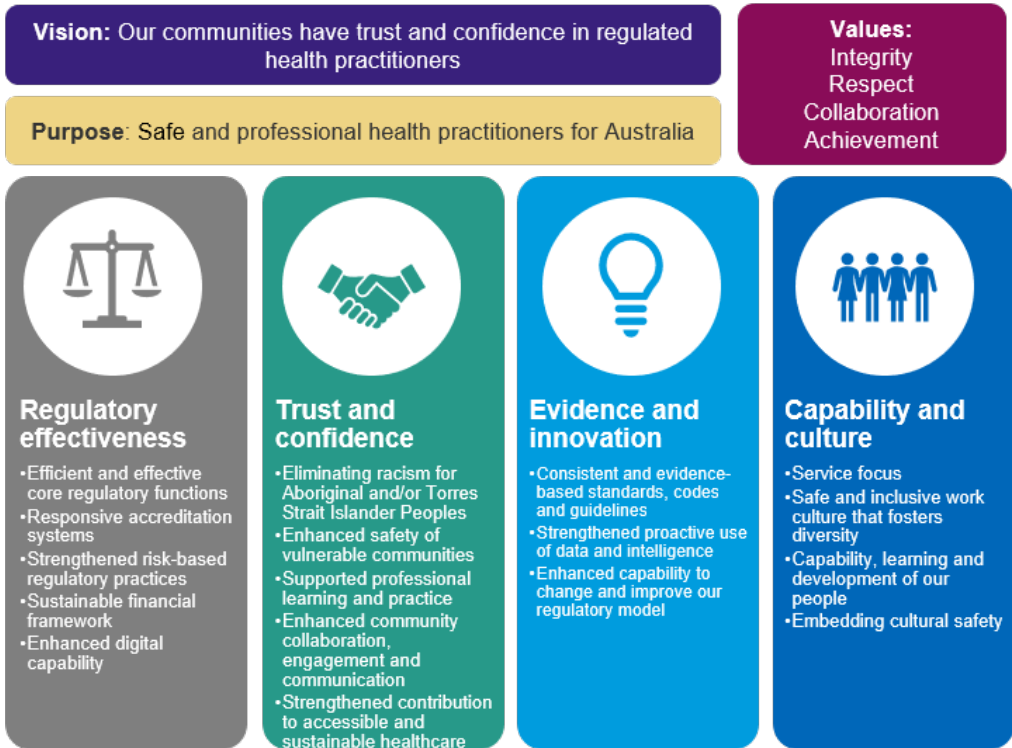 Vision: Our communities have trust and confidence in regulated
health practitioners
Values:
Integrity
Respect
Collaboration
Achievement
Purpose: Safe and professional health practitioners for Australia
Regulatory
effectiveness
•Efficient and effective
core regulatory functions
•Responsive accreditation
systems
•Strengthened risk-based
regulatory practices
•Sustainable financial
framework
•Enhanced digital
capability
Trust and
confidence
•Eliminating racism for
Aboriginal and/or Torres
Strait Islander Peoples
•Enhanced safety of
vulnerable communities
•Supported professional
learning and practice
•Enhanced community
collaboration,
engagement and
communication
•Strengthened contribution
to accessible and
sustainable healthcare
Evidence and
innovation
•Consistent and evidence-
based standards, codes
and guidelines
•Strengthened proactive use
of data and intelligence
•Enhanced capability to
change and improve our
regulatory model
Capability and
culture
•Service focus
•Safe and inclusive work
culture that fosters
diversity
•Capability, learning and
development of our
people
•Embedding cultural safety